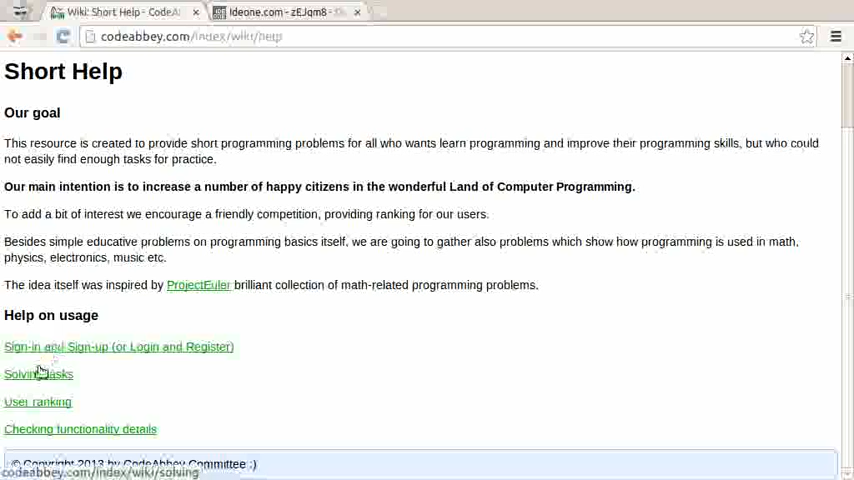 Wiki: Short Help - CodeA
Ideone.com - zEJqm8 -
codeabbey.com/index/wiki/help
Short Help
Our goal
This resource is created to provide short programming problems for all who wants learn programming and improve their programming skills, but who could
not easily find enough tasks for practice.
Our main intention is to increase a number of happy citizens in the wonderful Land of Computer Programming.
To add a bit of interest we encourage a friendly competition, providing ranking for our users.
Besides simple educative problems on programming basics itself, we are going to gather also problems which show how programming is used in math,
physics, electronics, music etc.
The idea itself was inspired by ProjectEuler brilliant collection of math-related programming problems.
Help on usage
Sign-in and Sign-up (or Login and Register)
Solving tasks
User ranking
Checking functionality details
© Copyright 2013 by CodeAbbey Committee :)
codeabbey.com/index/wiki/solving